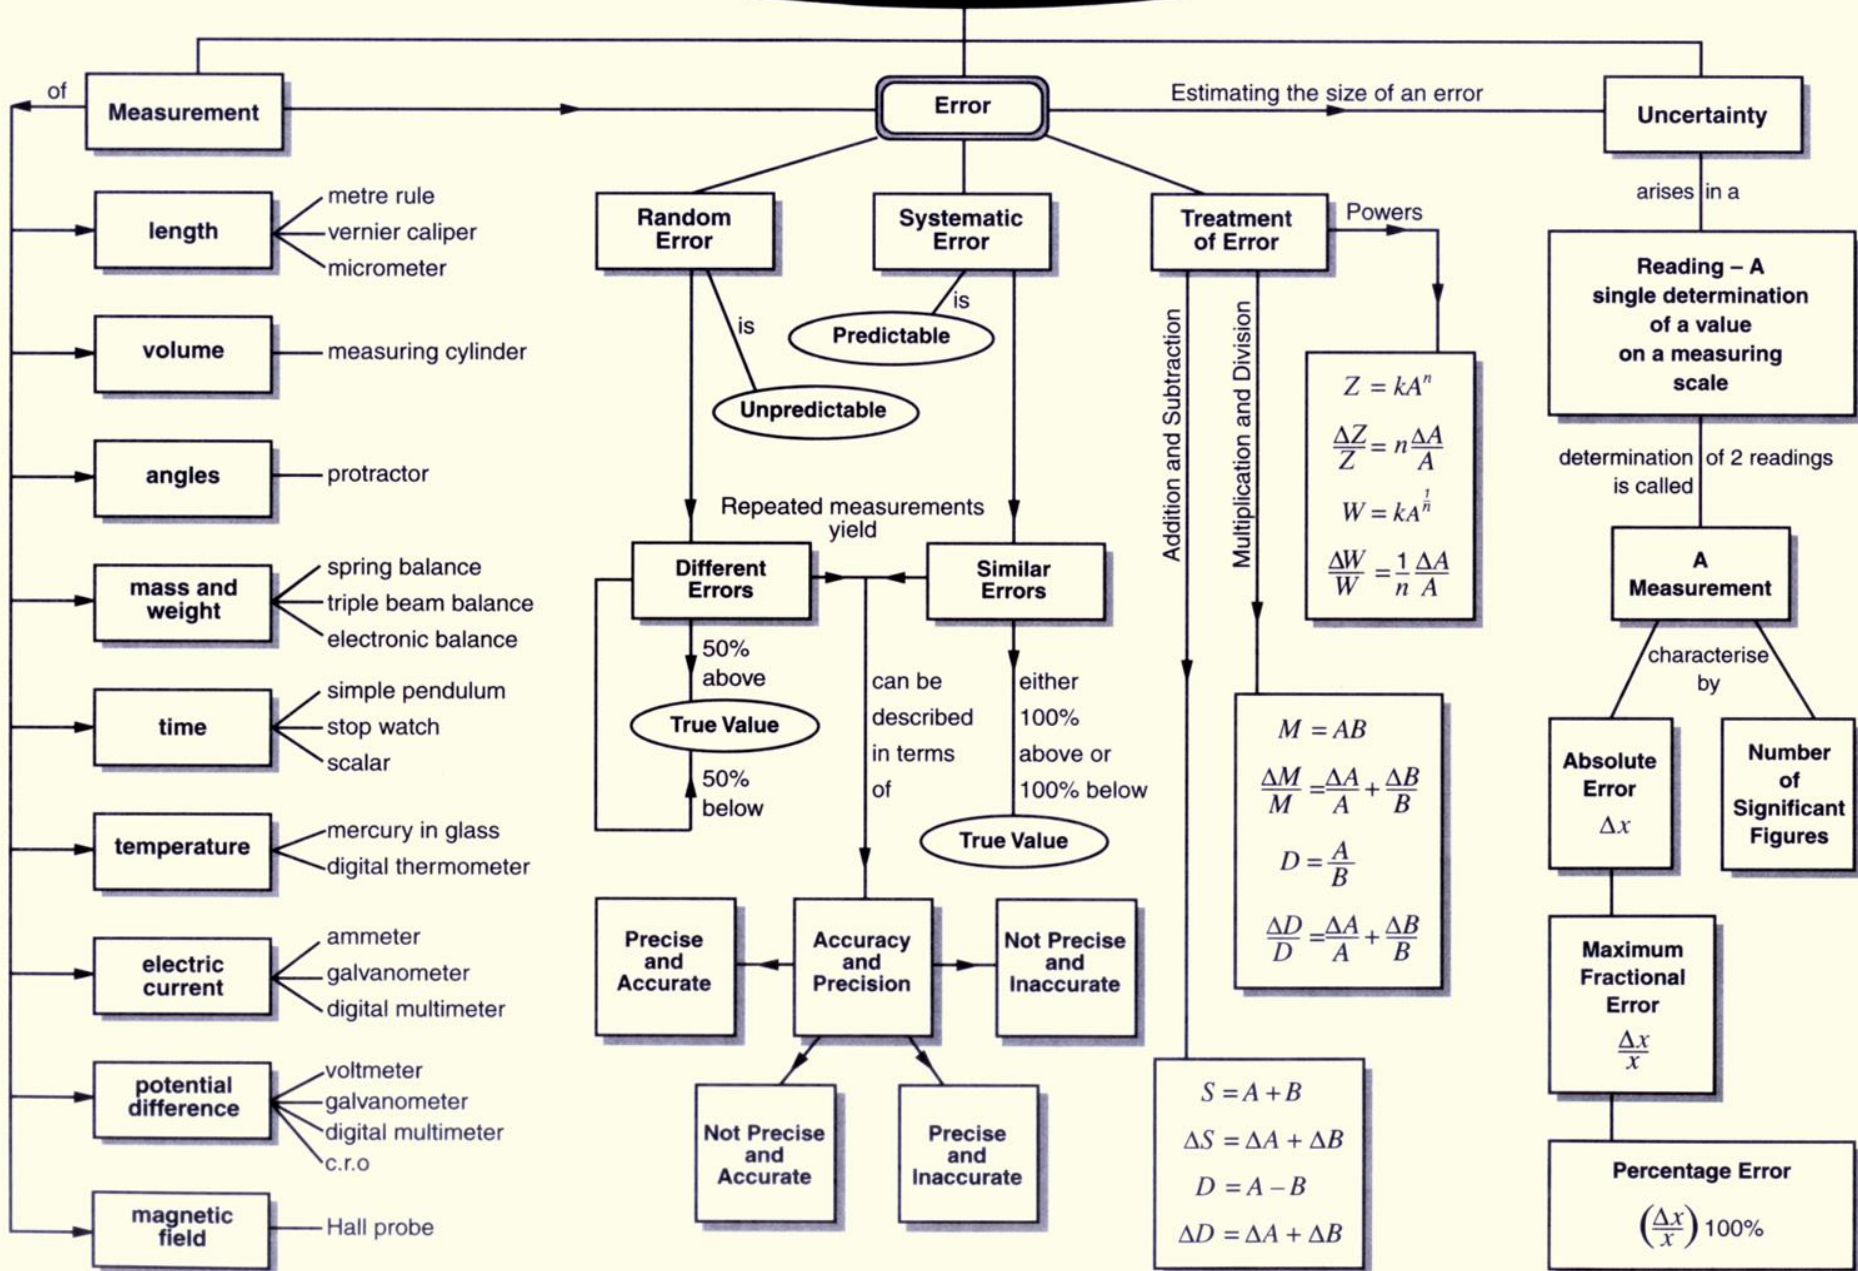 of
Measurement
Error
Estimating the size of an error
Uncertainty
length
metre rule
vernier caliper
micrometer
volume
measuring cylinder
angles
protractor
mass and
weight
spring balance
triple beam balance
electronic balance
time
simple pendulum
stop watch
scalar
temperature
mercury in glass
digital thermometer
electric
current
ammeter
galvanometer
digital multimeter
potential
difference
voltmeter
galvanometer
digital multimeter
c.r.o
magnetic
field
Hall probe
Random
Error
is
Unpredictable
Systematic
Error
is
Predictable
Repeated measurements
yield
Different
Errors
Similar
Errors
50%
above
True Value
50%
below
can be
described
in terms
of
either
100%
above or
100% below
True Value
Accuracy
and
Precision
Precise
and
Accurate
Not Precise
and
Inaccurate
Not Precise
and
Accurate
Precise
and
Inaccurate
Treatment
of Error
Powers
Z = kAⁿ
ΔZ/Z = n ΔA/A
W = kA^(1/n)
ΔW/W = 1/n ΔA/A
Multiplication and Division
M = AB
ΔM/M = ΔA/A + ΔB/B
D = A/B
ΔD/D = ΔA/A + ΔB/B
Addition and Subtraction
S = A + B
ΔS = ΔA + ΔB
D = A – B
ΔD = ΔA + ΔB
arises in a
Reading – A
single determination
of a value
on a measuring
scale
determination of 2 readings
is called
A
Measurement
characterise
by
Absolute
Error
Δx
Number
of
Significant
Figures
Maximum
Fractional
Error
Δx/x
Percentage Error
(Δx/x) 100%